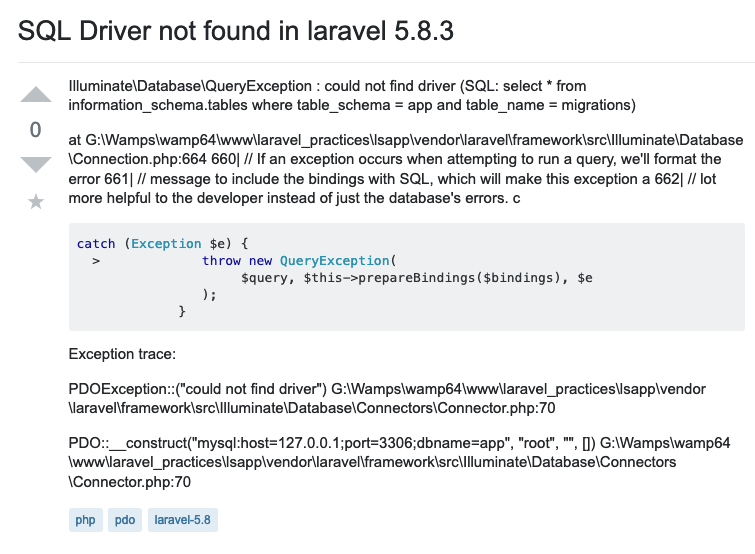 SQL Driver not found in laravel 5.8.3
Illuminate\Database\QueryException : could not find driver (SQL: select * from
information_schema.tables where table_schema = app and table_name = migrations)
0
at G:\Wamps\wamp64\www\laravel_practices\lsapp\vendor\laravel\framework\src\Illuminate\Database
\Connection.php:664 660| // If an exception occurs when attempting to run a query, we'll format the
error 661| // message to include the bindings with SQL, which will make this exception a 662| // lot
more helpful to the developer instead of just the database's errors. c
catch (Exception $e) {
  >             throw new QueryException(
                     $query, $this->prepareBindings($bindings), $e
                );
             }
Exception trace:
PDOException::("could not find driver") G:\Wamps\wamp64\www\laravel_practices\lsapp\vendor
\laravel\framework\src\Illuminate\Database\Connectors\Connector.php:70
PDO::__construct("mysql:host=127.0.0.1;port=3306;dbname=app", "root", "", []) G:\Wamps\wamp64
\www\laravel_practices\lsapp\vendor\laravel\framework\src\Illuminate\Database\Connectors
\Connector.php:70
php pdo laravel-5.8